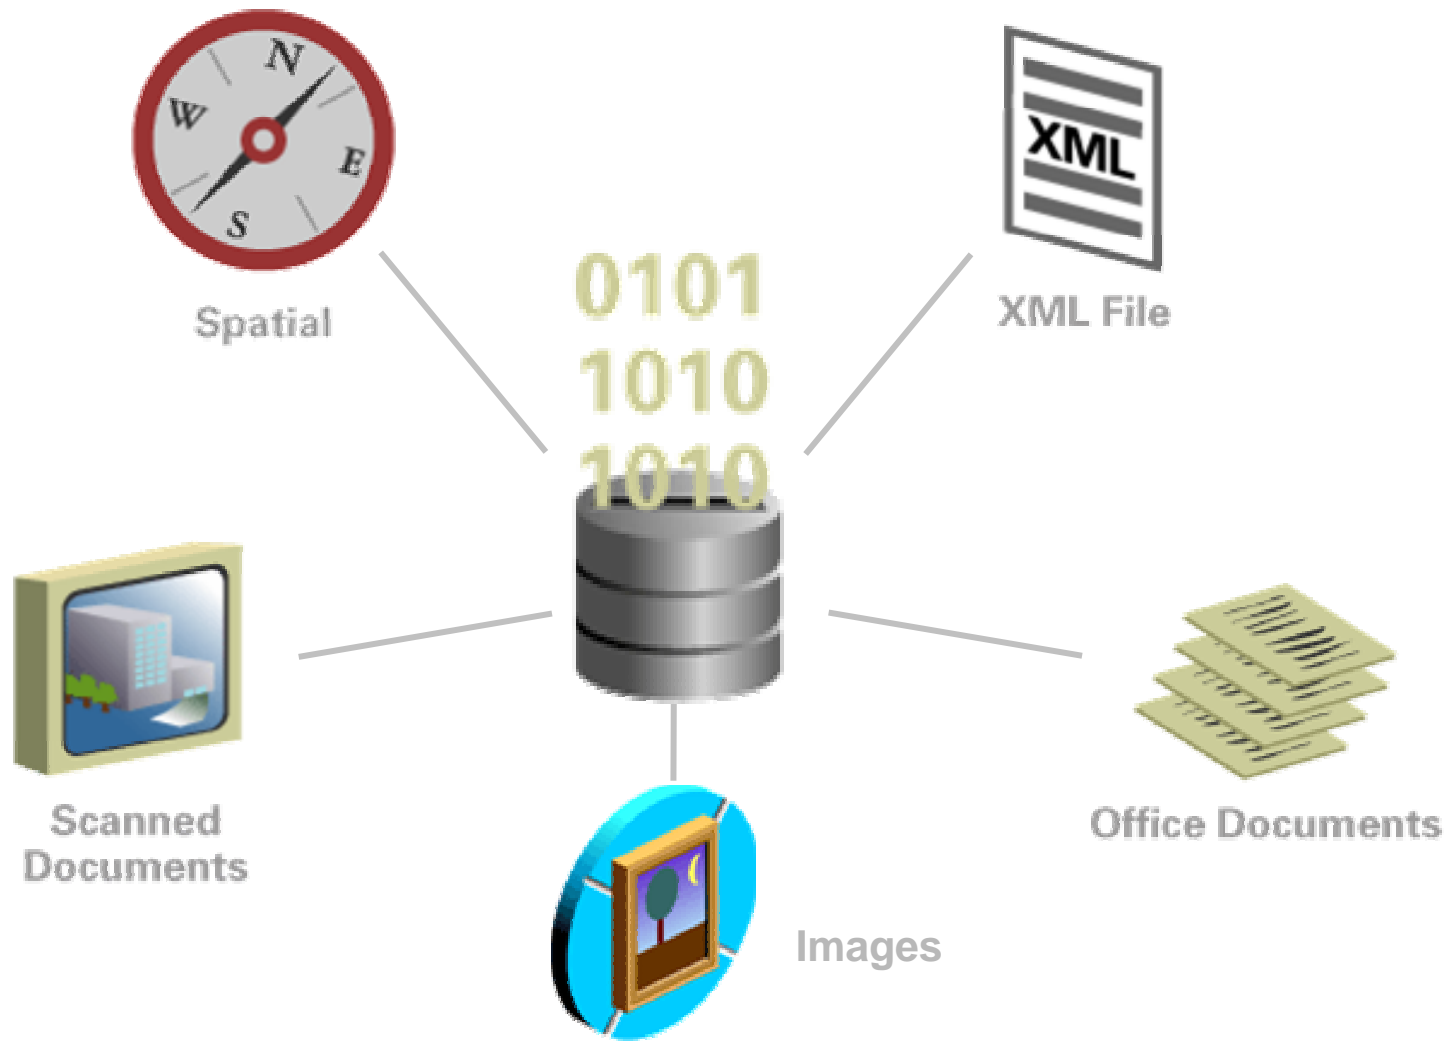 N
W
E
S
Spatial
XML
XML File
0101
1010
1010
Scanned
Documents
Office Documents
Images